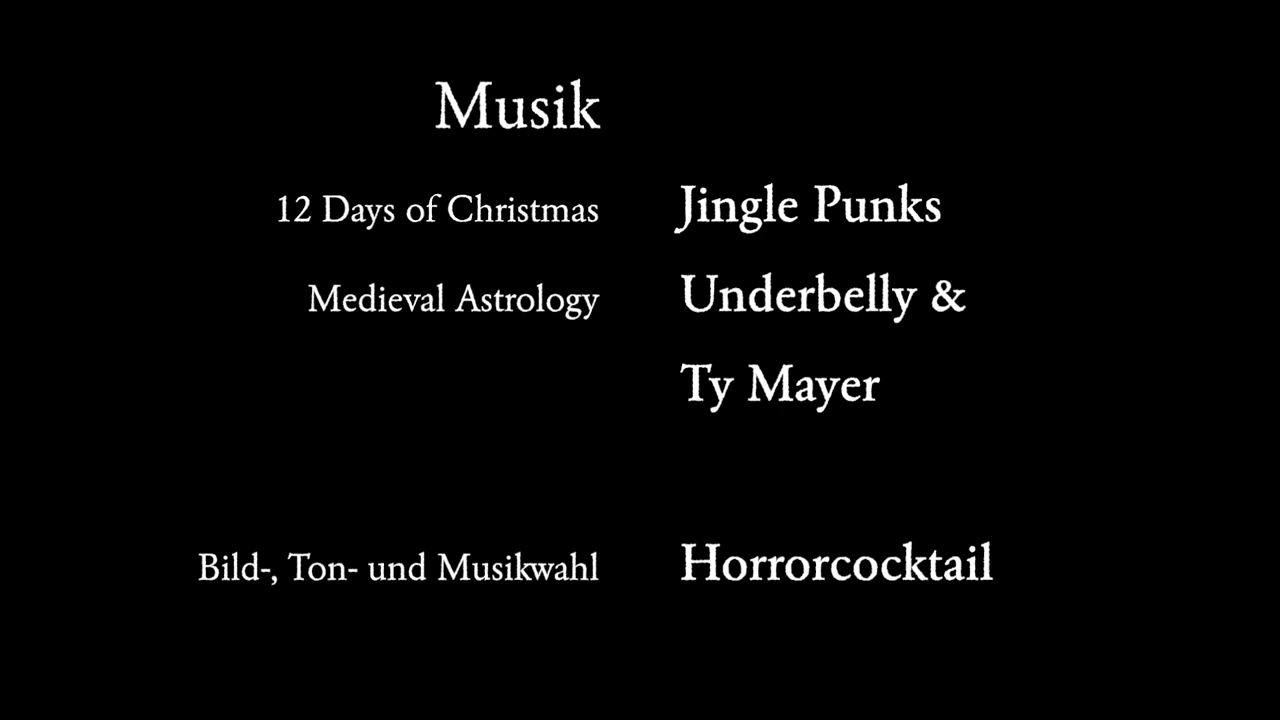 Musik
12 Days of Christmas Jingle Punks
Medieval Astrology Underbelly &
Ty Mayer
Bild-, Ton- und Musikwahl Horrorcocktail